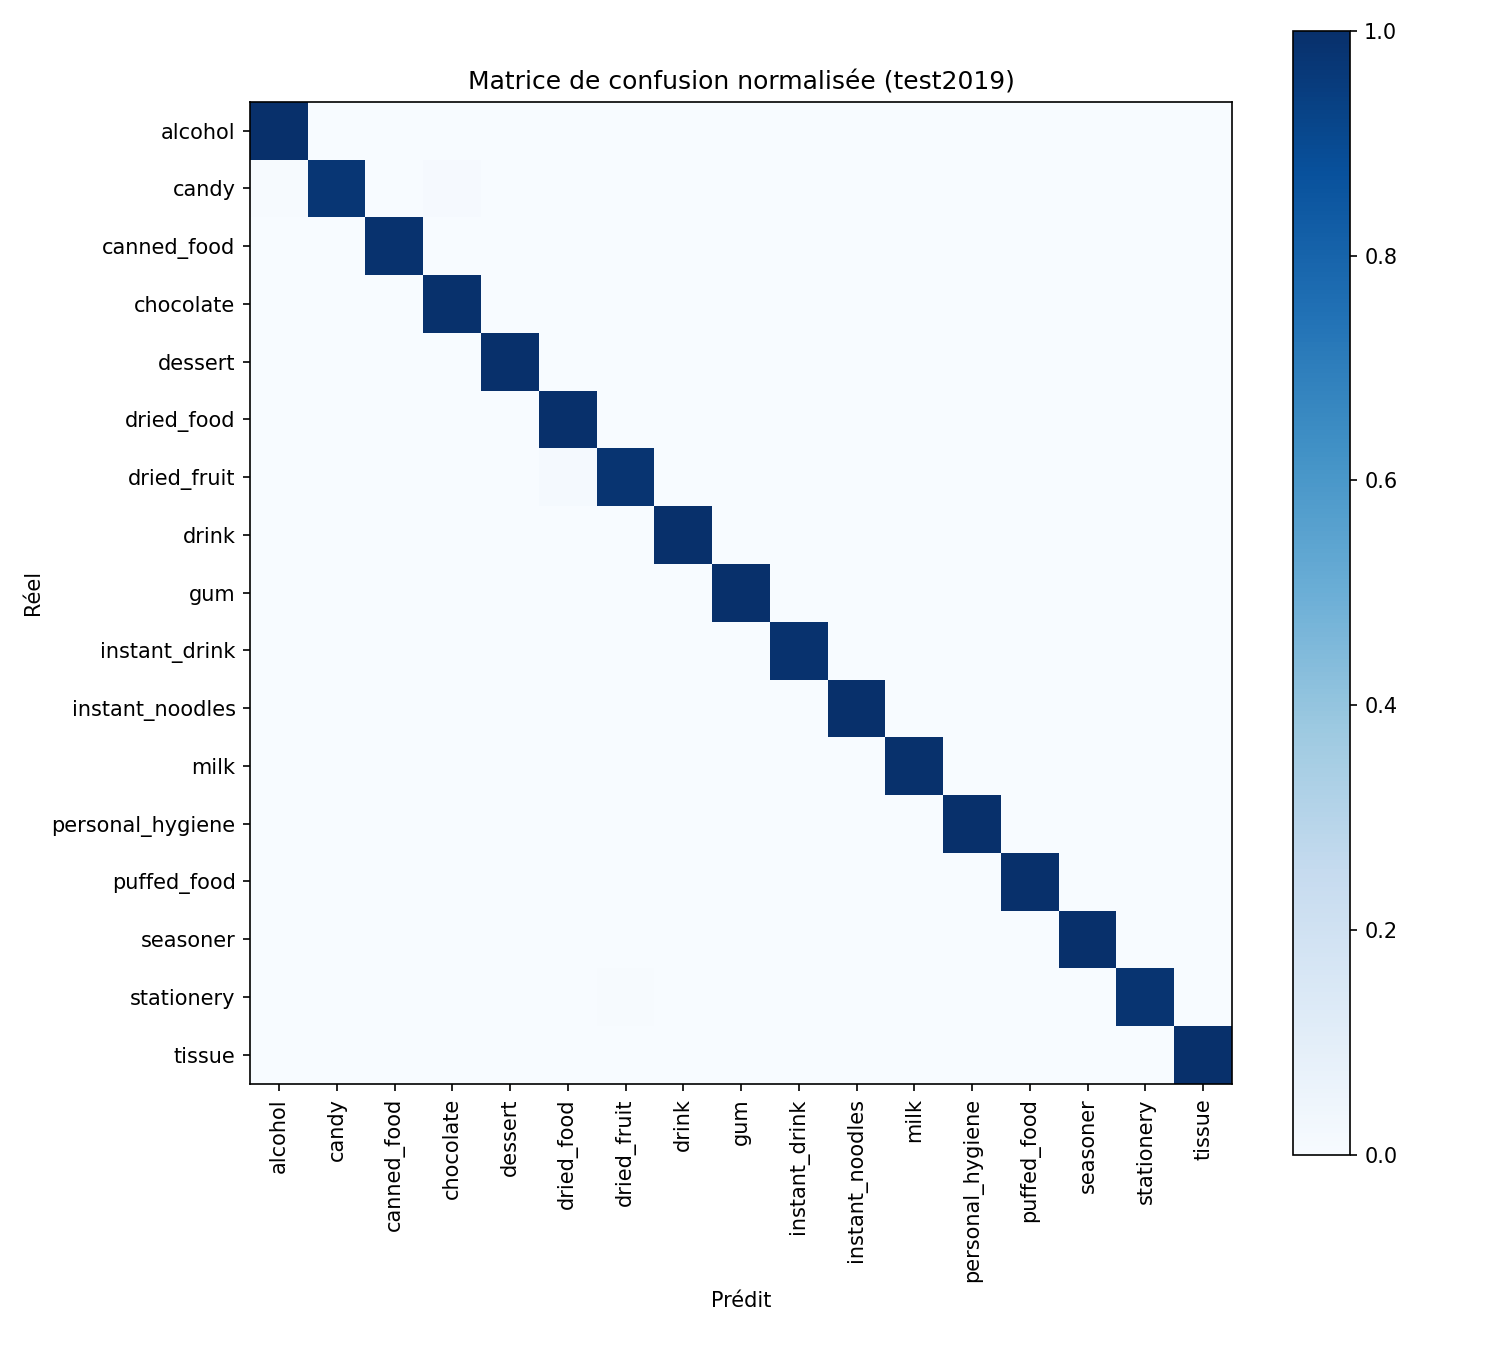 Matrice de confusion normalisée (test2019)
alcohol
candy
canned_food
chocolate
dessert
dried_food
dried_fruit
drink
gum
instant_drink
instant_noodles
milk
personal_hygiene
puffed_food
seasoner
stationery
tissue
Réel
alcohol
candy
canned_food
chocolate
dessert
dried_food
dried_fruit
drink
gum
instant_drink
instant_noodles
milk
personal_hygiene
puffed_food
seasoner
stationery
tissue
Prédit
1.0
0.8
0.6
0.4
0.2
0.0